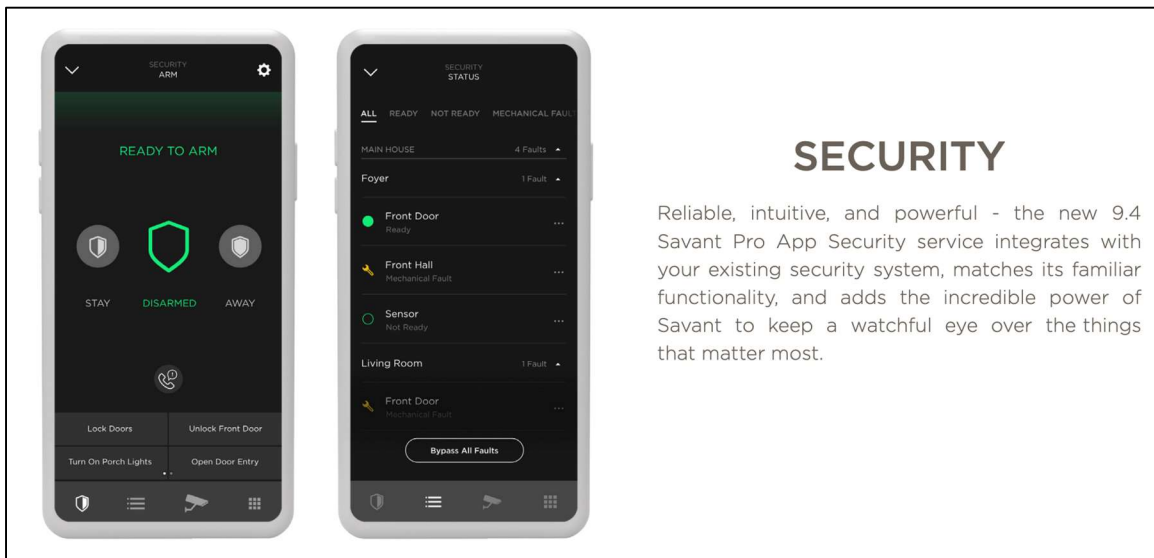 SECURITY
ARM
READY TO ARM
STAY
DISARMED
AWAY
Lock Doors
Unlock Front Door
Turn On Porch Lights
Open Door Entry
SECURITY
STATUS
ALL READY NOT READY MECHANICAL FAUL
MAIN HOUSE 4 Faults
Foyer 1 Fault
Front Door
Ready
Front Hall
Mechanical Fault
Sensor
Not Ready
Living Room 1 Fault
Front Door
Mechanical Fault
Bypass All Faults
SECURITY
Reliable, intuitive, and powerful - the new 9.4
Savant Pro App Security service integrates with
your existing security system, matches its familiar
functionality, and adds the incredible power of
Savant to keep a watchful eye over the things
that matter most.